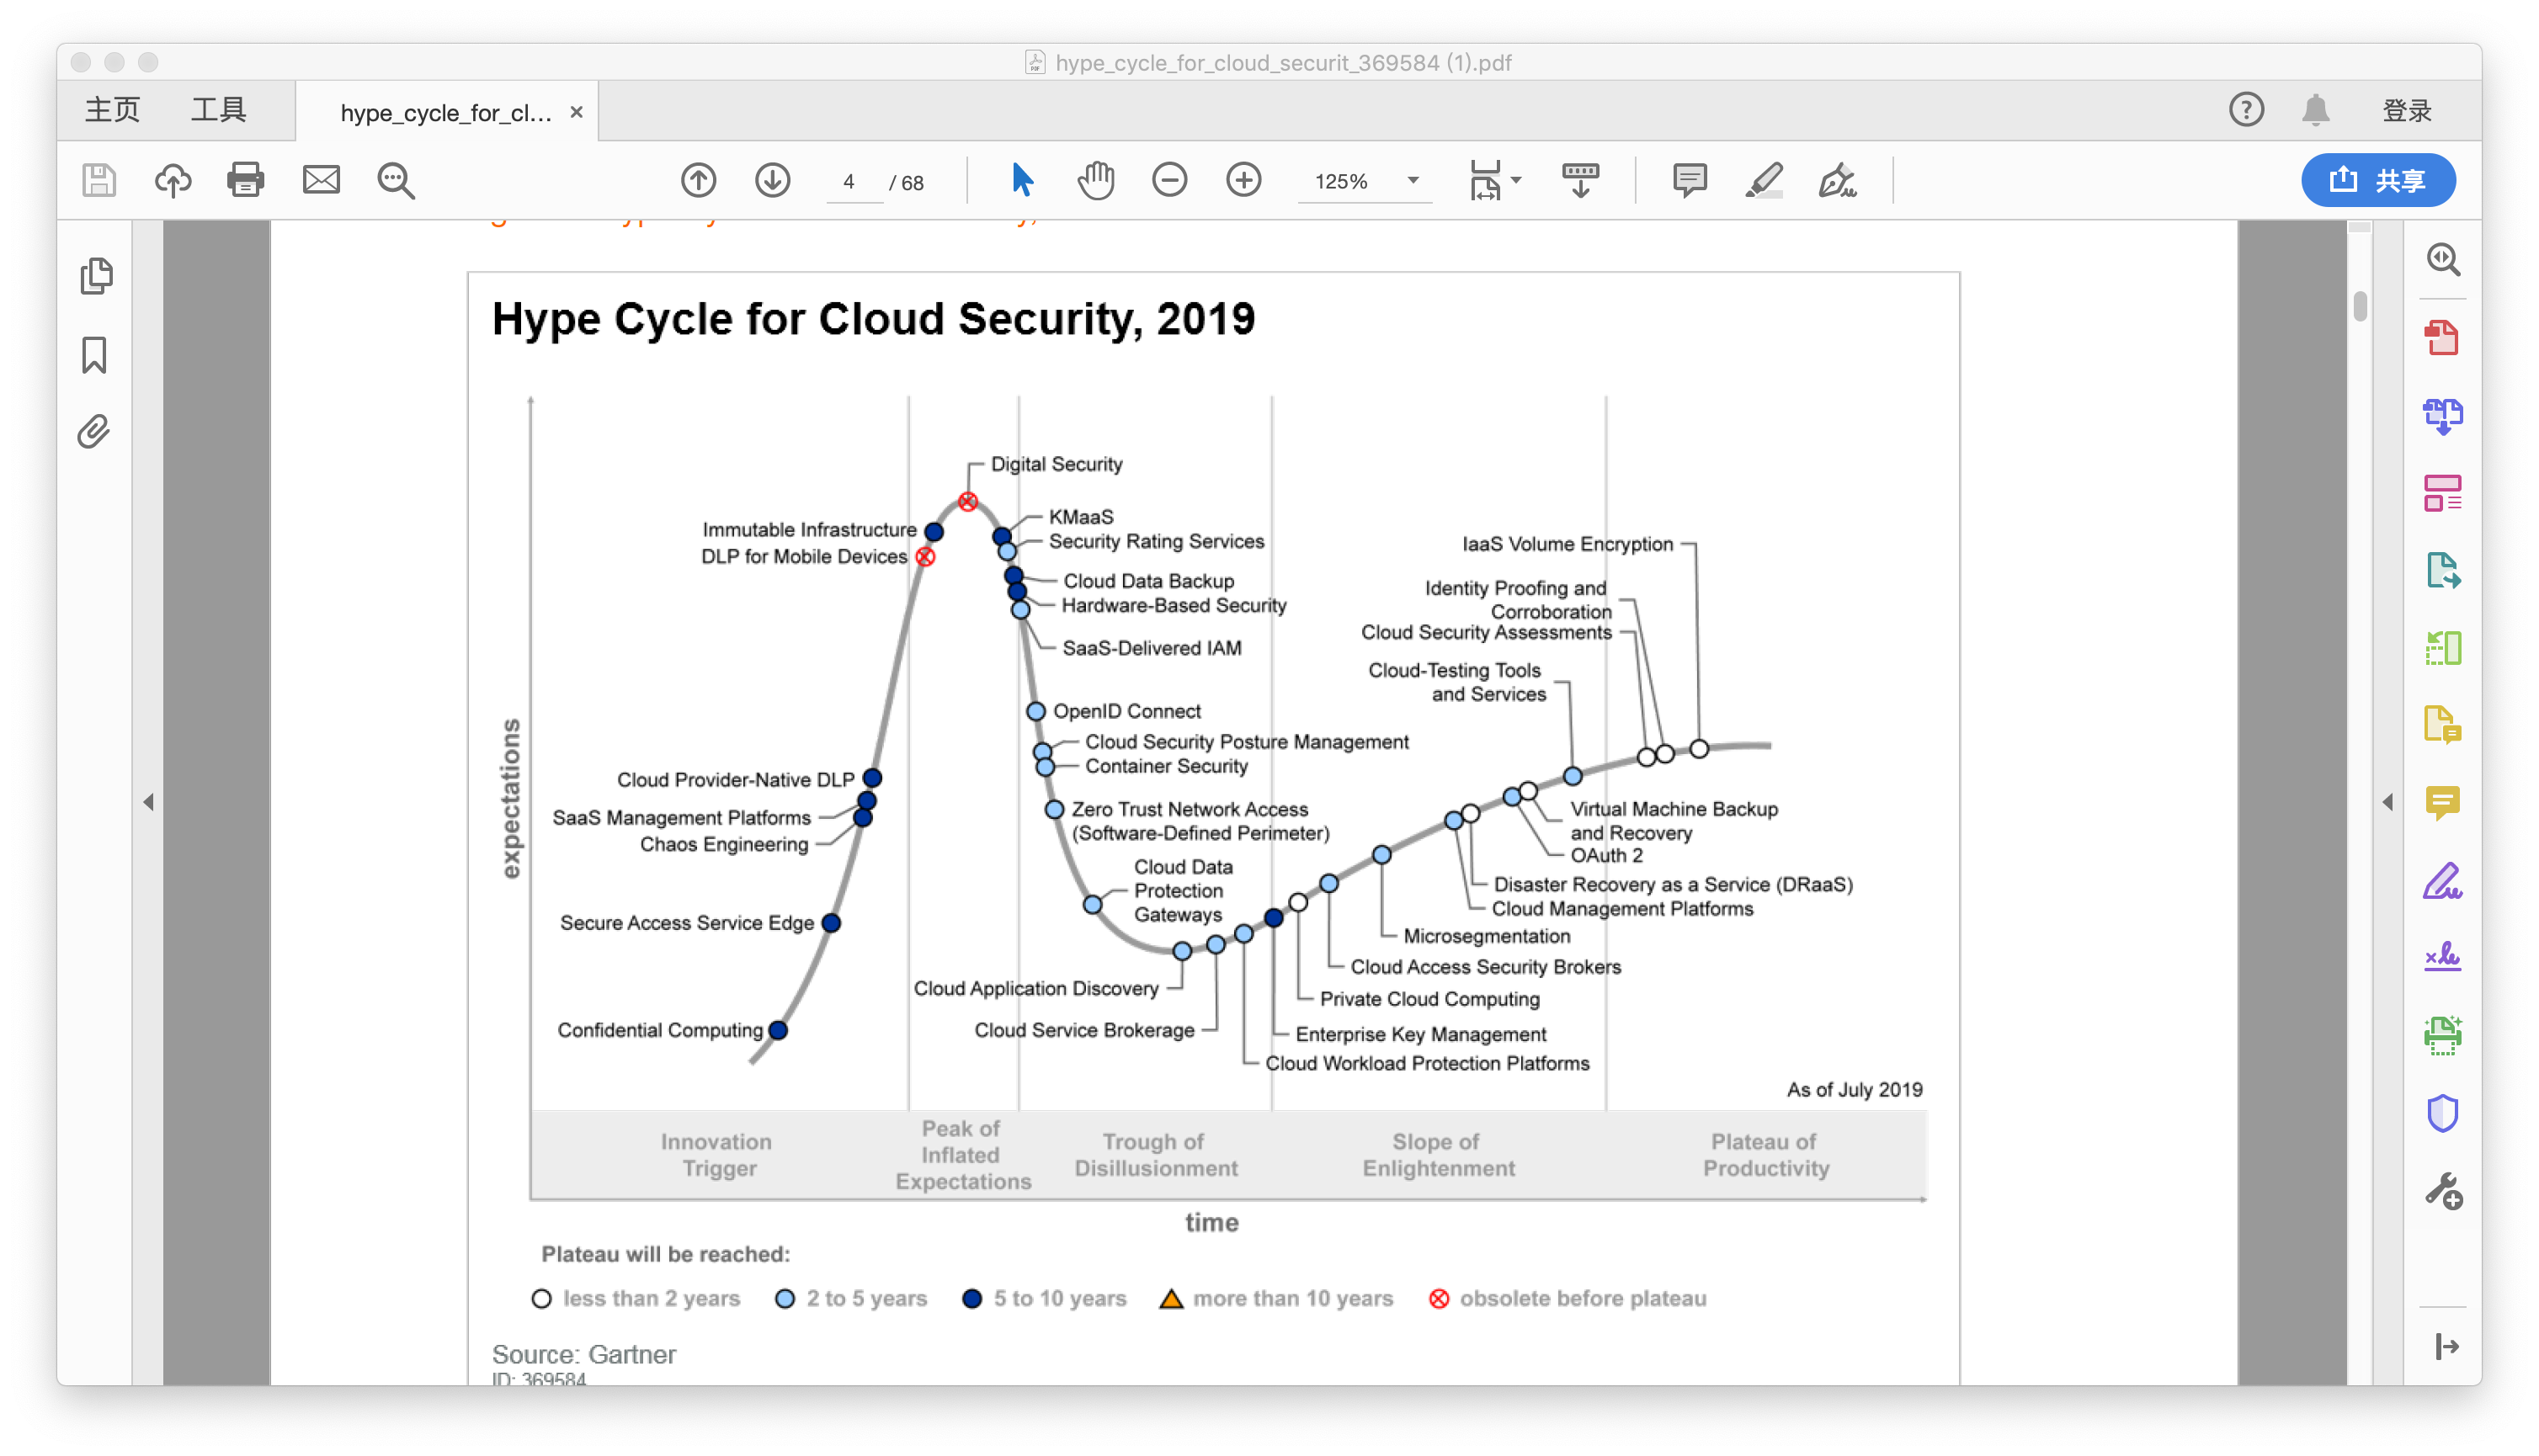 hype_cycle_for_cloud_securit_369584 (1).pdf
主页
工具
hype_cycle_for_cl... ×
登录
4 / 68
125%
共享
Hype Cycle for Cloud Security, 2019
expectations
Digital Security
Immutable Infrastructure
DLP for Mobile Devices
KMaaS
Security Rating Services
Cloud Data Backup
Hardware-Based Security
SaaS-Delivered IAM
OpenID Connect
Cloud Security Posture Management
Container Security
Zero Trust Network Access
(Software-Defined Perimeter)
Cloud Data
Protection
Gateways
Cloud Provider-Native DLP
SaaS Management Platforms
Chaos Engineering
Secure Access Service Edge
Confidential Computing
Cloud Application Discovery
Cloud Service Brokerage
IaaS Volume Encryption
Identity Proofing and
Corroboration
Cloud Security Assessments
Cloud-Testing Tools
and Services
Virtual Machine Backup
and Recovery
OAuth 2
Disaster Recovery as a Service (DRaaS)
Cloud Management Platforms
Microsegmentation
Cloud Access Security Brokers
Private Cloud Computing
Enterprise Key Management
Cloud Workload Protection Platforms
As of July 2019
Innovation
Trigger
Peak of
Inflated
Expectations
Trough of
Disillusionment
Slope of
Enlightenment
Plateau of
Productivity
time
Plateau will be reached:
less than 2 years
2 to 5 years
5 to 10 years
more than 10 years
obsolete before plateau
Source: Gartner
ID: 369584